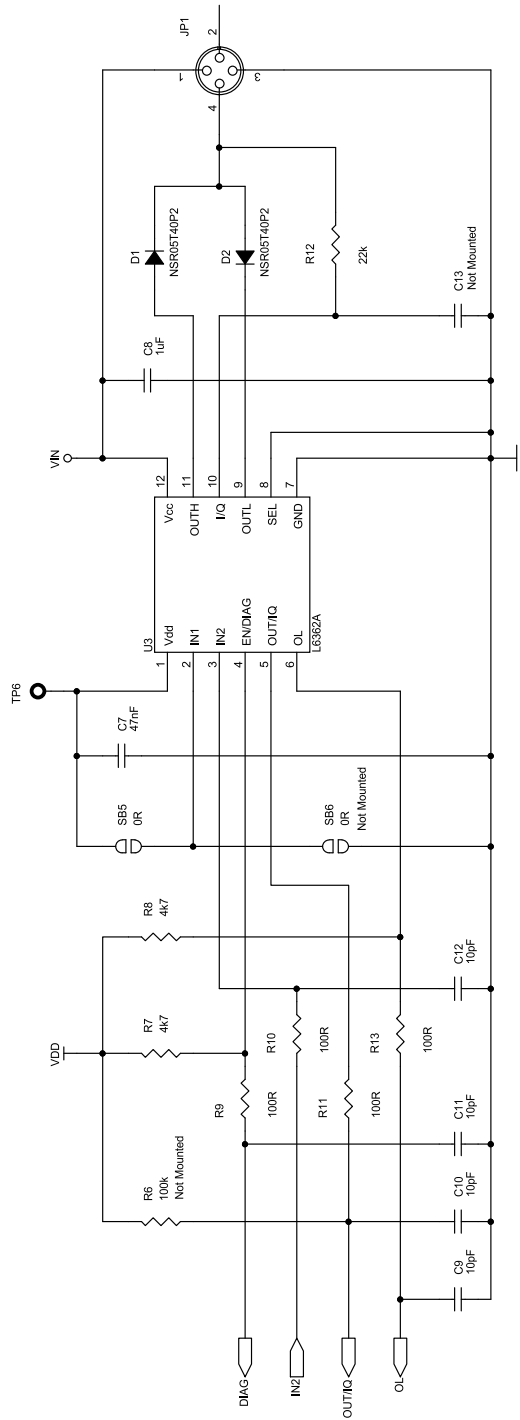 JP1
2
1
3
4
D1
NSR05T40P2
D2
NSR05T40P2
R12
22k
C13
Not Mounted
C8
1uF
VIN
12
11
10
9
8
7
Vcc
OUTH
I/Q
OUTL
SEL
GND
U3
L6362A
Vdd
IN1
IN2
EN/DIAG
OUT/IQ
OL
1
2
3
4
5
6
TP6
C7
47nF
SB5
0R
SB6
0R
Not Mounted
R8
4k7
R7
4k7
VDD
R6
100k
Not Mounted
R9
100R
R10
100R
R11
100R
R13
100R
C12
10pF
C11
10pF
C10
10pF
C9
10pF
DIAG
IN2
OUT/IQ
OL